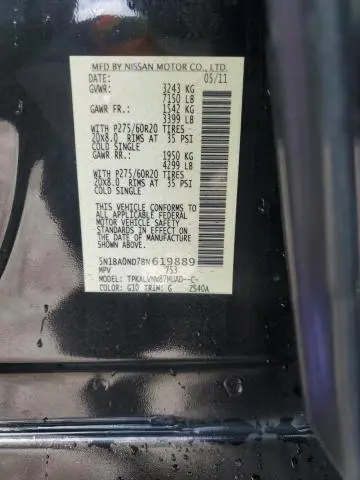 MFD BY NISSAN MOTOR CO., LTD.
DATE: 05/11
GVWR: 3243 KG
7150 LB
GAWR FR.: 1542 KG
3399 LB
WITH P275/60R20 TIRES
20X8.0 RIMS AT 35 PSI
COLD SINGLE
GAWR RR.: 1950 KG
4299 LB
WITH P275/60R20 TIRES
20X8.0 RIMS AT 35 PSI
COLD SINGLE
THIS VEHICLE CONFORMS TO ALL
APPLICABLE FEDERAL MOTOR
VEHICLE SAFETY STANDARDS IN
EFFECT ON THE DATE OF
MANUFACTURE SHOWN ABOVE.
5N1BA0ND7BN619889
MPV 753
MODEL: TPKALVNW87MUAD--C-
COLOR: G10 TRIM: G ZS40A